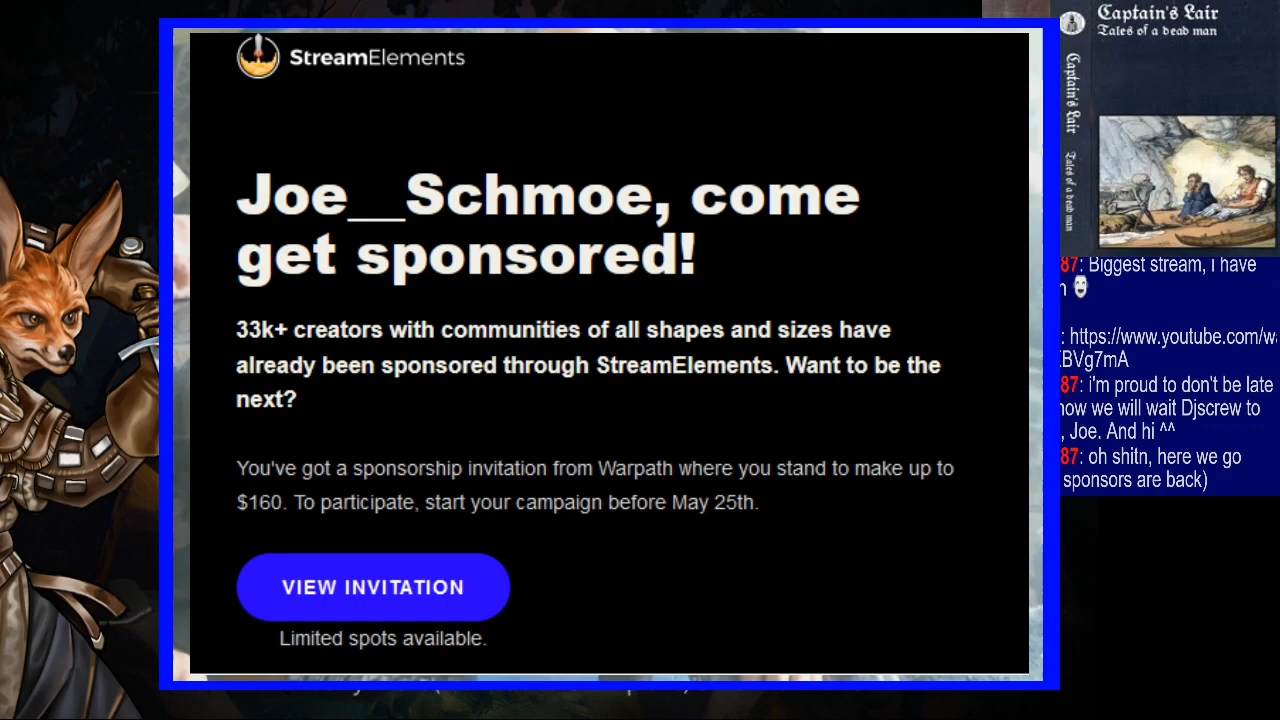 StreamElements
Joe__Schmoe, come
get sponsored!
33k+ creators with communities of all shapes and sizes have
already been sponsored through StreamElements. Want to be the
next?
You've got a sponsorship invitation from Warpath where you stand to make up to
$160. To participate, start your campaign before May 25th.
VIEW INVITATION
Limited spots available.
Captain's Lair
Tales of a dead man
Captain's Lair
Tales of a dead man
87: Biggest stream, I have
: https://www.youtube.com/w
BVg7mA
87: i'm proud to don't be late
now we will wait Djscrew to
, Joe. And hi ^^
87: oh shitn, here we go
sponsors are back)